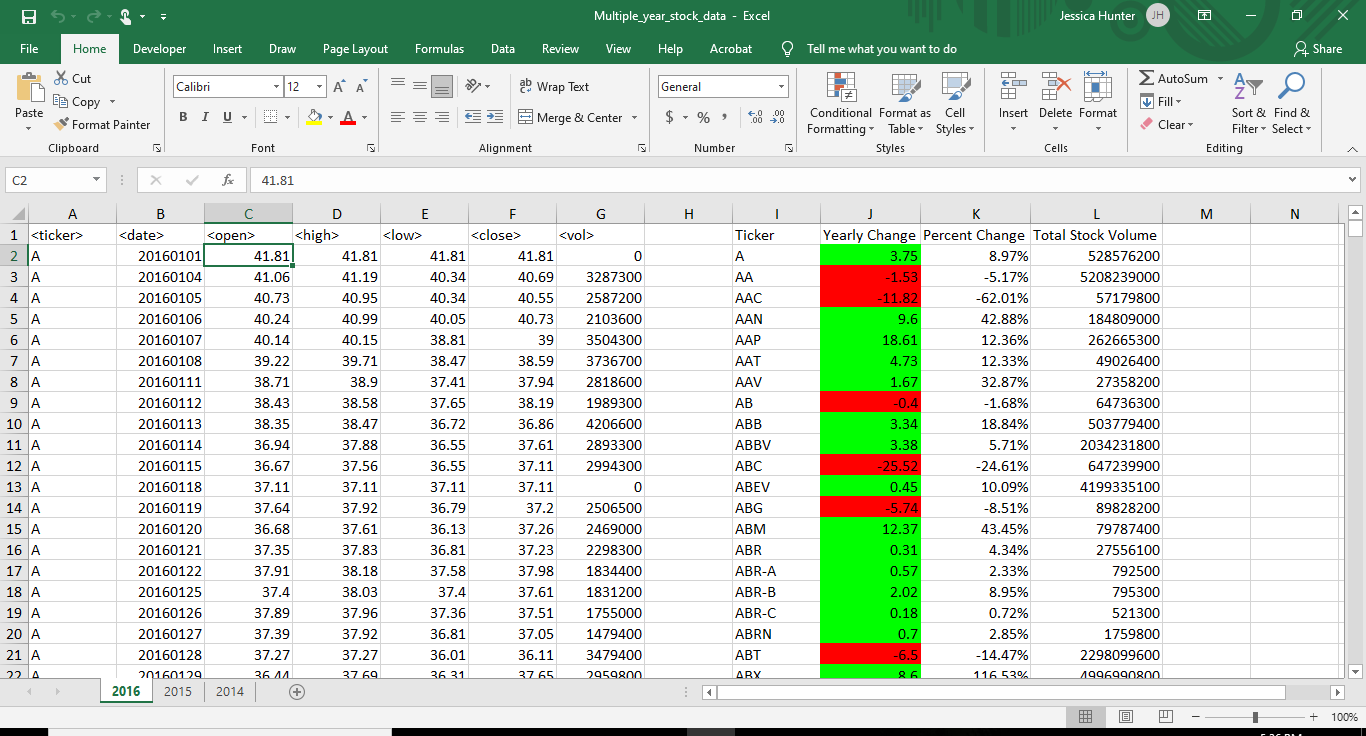 Multiple_year_stock_data - Excel Jessica Hunter JH
File Home Developer Insert Draw Page Layout Formulas Data Review View Help Acrobat Tell me what you want to do Share
Paste Cut Copy Format Painter Clipboard
Calibri 12 A A B I U A Font
ab Wrap Text Merge & Center Alignment
General $ % , .00 .00 Number
Conditional Formatting Format as Table Cell Styles Styles
Insert Delete Format Cells
AutoSum Fill Clear Sort & Filter Find & Select Editing
C2 fx 41.81
A B C D E F G H I J K L M N
1 <ticker> <date> <open> <high> <low> <close> <vol> Ticker Yearly Change Percent Change Total Stock Volume
2 A 20160101 41.81 41.81 41.81 41.81 0 A 3.75 8.97% 528576200
3 A 20160104 41.06 41.19 40.34 40.69 3287300 AA -1.53 -5.17% 5208239000
4 A 20160105 40.73 40.95 40.34 40.55 2587200 AAC -11.82 -62.01% 57179800
5 A 20160106 40.24 40.99 40.05 40.73 2103600 AAN 9.6 42.88% 184809000
6 A 20160107 40.14 40.15 38.81 39 3504300 AAP 18.61 12.36% 262665300
7 A 20160108 39.22 39.71 38.47 38.59 3736700 AAT 4.73 12.33% 49026400
8 A 20160111 38.71 38.9 37.41 37.94 2818600 AAV 1.67 32.87% 27358200
9 A 20160112 38.43 38.58 37.65 38.19 1989300 AB -0.4 -1.68% 64736300
10 A 20160113 38.35 38.47 36.72 36.86 4206600 ABB 3.34 18.84% 503779400
11 A 20160114 36.94 37.88 36.55 37.61 2893300 ABBV 3.38 5.71% 2034231800
12 A 20160115 36.67 37.56 36.55 37.11 2994300 ABC -25.52 -24.61% 647239900
13 A 20160118 37.11 37.11 37.11 37.11 0 ABEV 0.45 10.09% 4199335100
14 A 20160119 37.64 37.92 36.79 37.2 2506500 ABG -5.74 -8.51% 89828200
15 A 20160120 36.68 37.61 36.13 37.26 2469000 ABM 12.37 43.45% 79787400
16 A 20160121 37.35 37.83 36.81 37.23 2298300 ABR 0.31 4.34% 27556100
17 A 20160122 37.91 38.18 37.58 37.98 1834400 ABR-A 0.57 2.33% 792500
18 A 20160125 37.4 38.03 37.4 37.61 1831200 ABR-B 2.02 8.95% 795300
19 A 20160126 37.89 37.96 37.36 37.51 1755000 ABR-C 0.18 0.72% 521300
20 A 20160127 37.39 37.92 36.81 37.05 1479400 ABRN 0.7 2.85% 1759800
21 A 20160128 37.27 37.27 36.01 36.11 3479400 ABT -6.5 -14.47% 2298099600
22 A 20160129 36.44 37.69 36.31 37.65 2959800 ABX 8.6 116.53% 4996990800
2016 2015 2014
100%